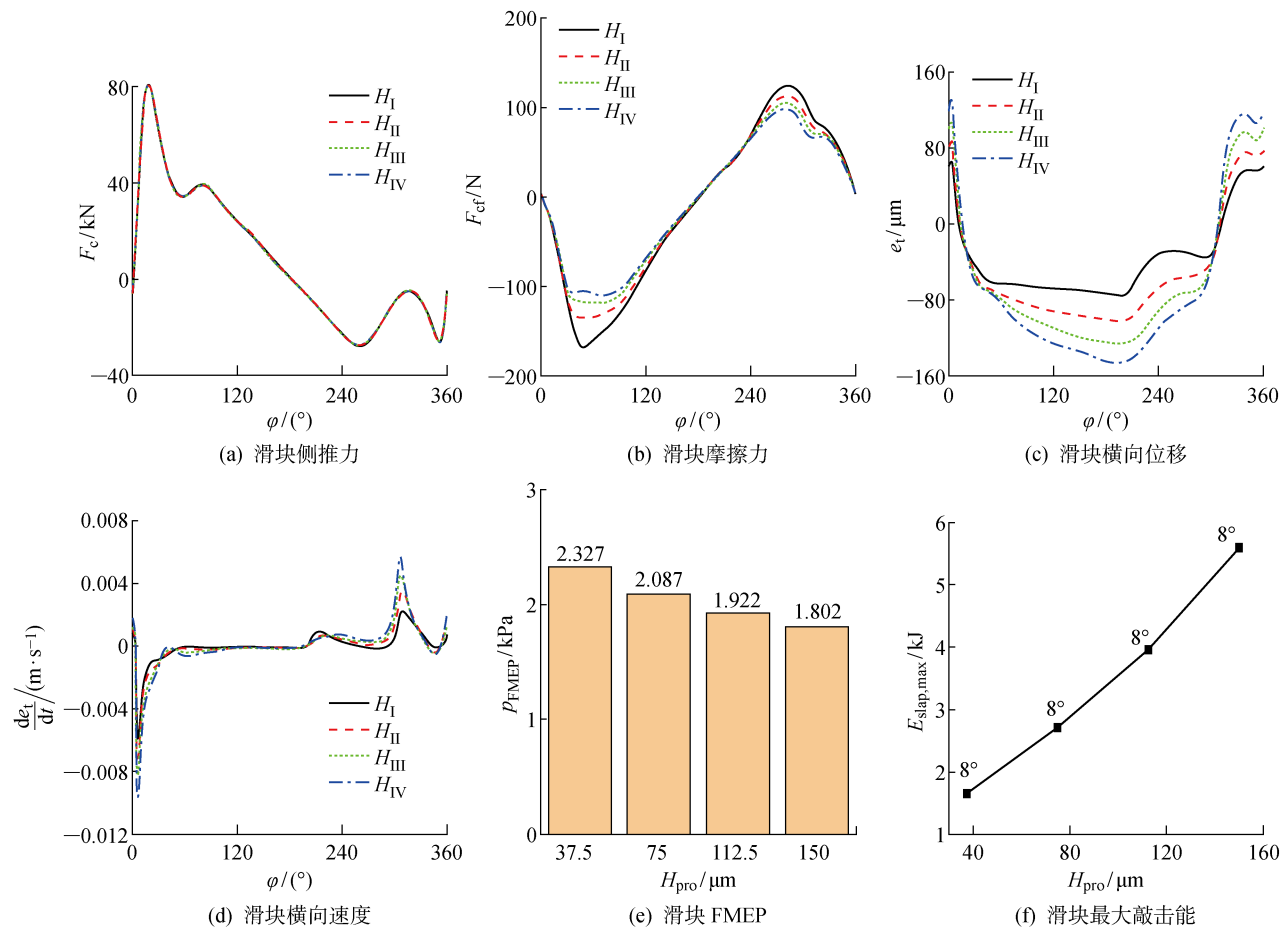 80
40
0
—40
F_c/kN
H_I
H_II
H_III
H_IV
0 120 240 360
φ/(°)
(a) 滑块侧推力
200
100
0
—100
—200
F_cf/N
H_I
H_II
H_III
H_IV
0 120 240 360
φ/(°)
(b) 滑块摩擦力
160
80
0
—80
—160
e_t/μm
H_I
H_II
H_III
H_IV
0 120 240 360
φ/(°)
(c) 滑块横向位移
0.008
0.004
0
—0.004
—0.008
—0.012
de_t/dt/(m·s⁻¹)
H_I
H_II
H_III
H_IV
0 120 240 360
φ/(°)
(d) 滑块横向速度
3
2
1
0
p_FMEP/kPa
2.327
2.087
1.922
1.802
37.5 75 112.5 150
H_pro/μm
(e) 滑块 FMEP
6
5
4
3
2
1
E_slap,max/kJ
8°
8°
8°
8°
40 80 120 160
H_pro/μm
(f) 滑块最大敲击能